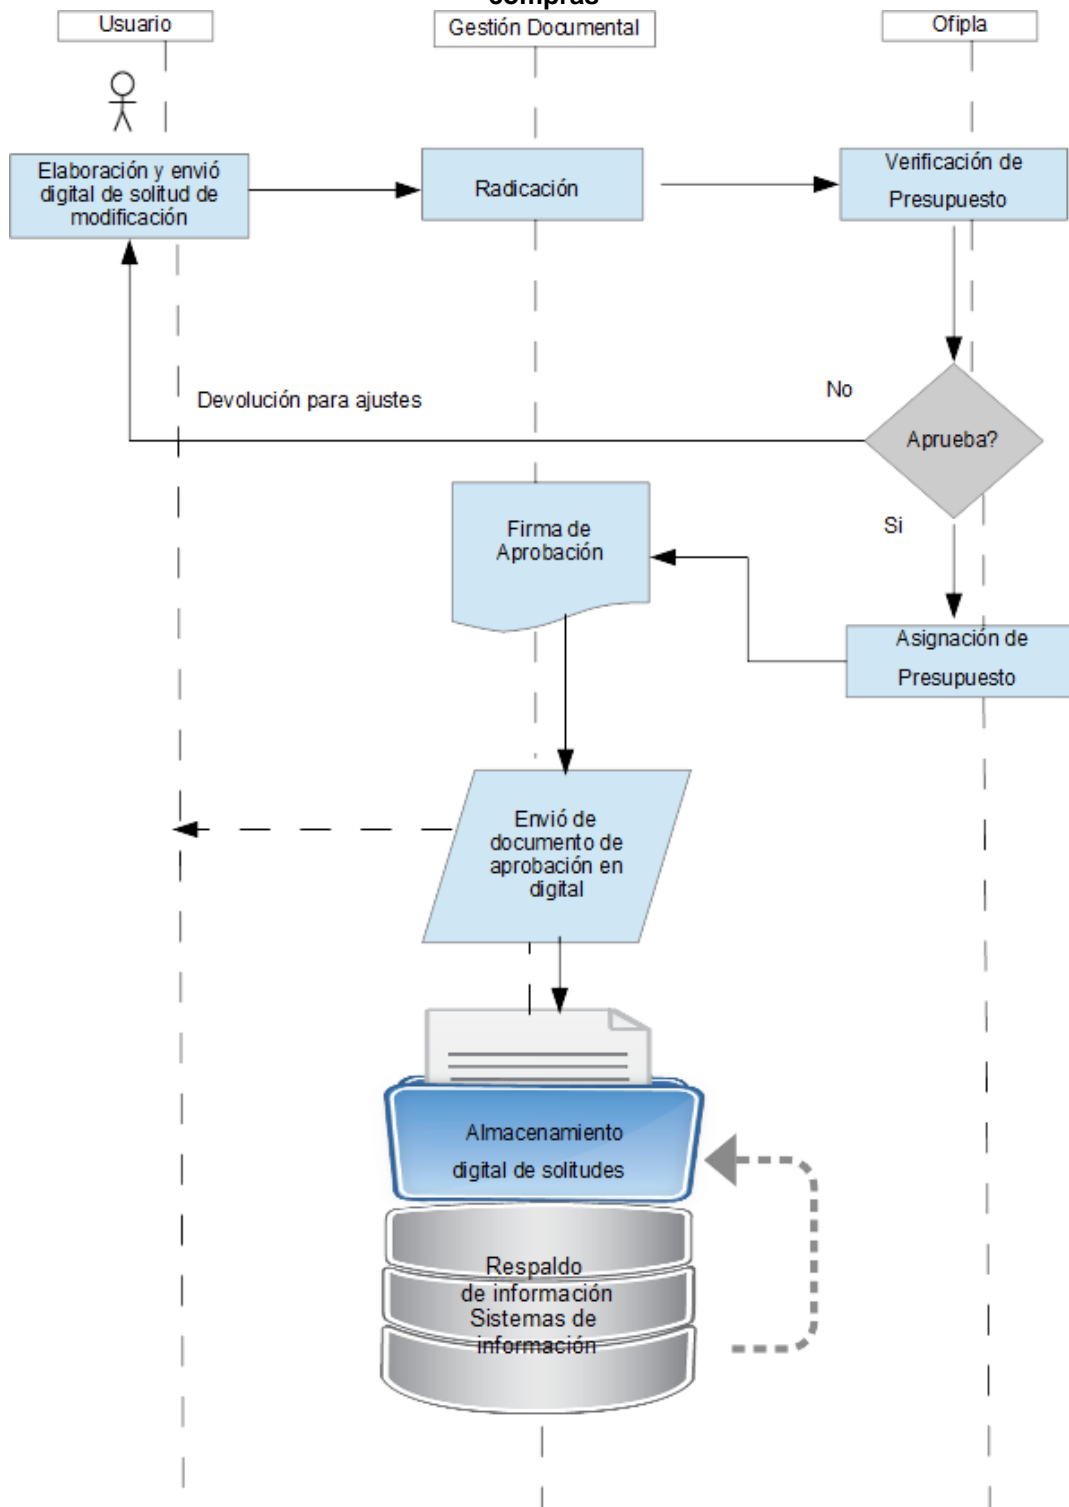 compras
Usuario
Gestión Documental
Ofipla
Elaboración y envió
digital de solitud de
modificación
Radicación
Verificación de
Presupuesto
No
Devolución para ajustes
Aprueba?
Si
Firma de
Aprobación
Asignación de
Presupuesto
Envió de
documento de
aprobación en
digital
Almacenamiento
digital de solitudes
Respaldo
de información
Sistemas de
información